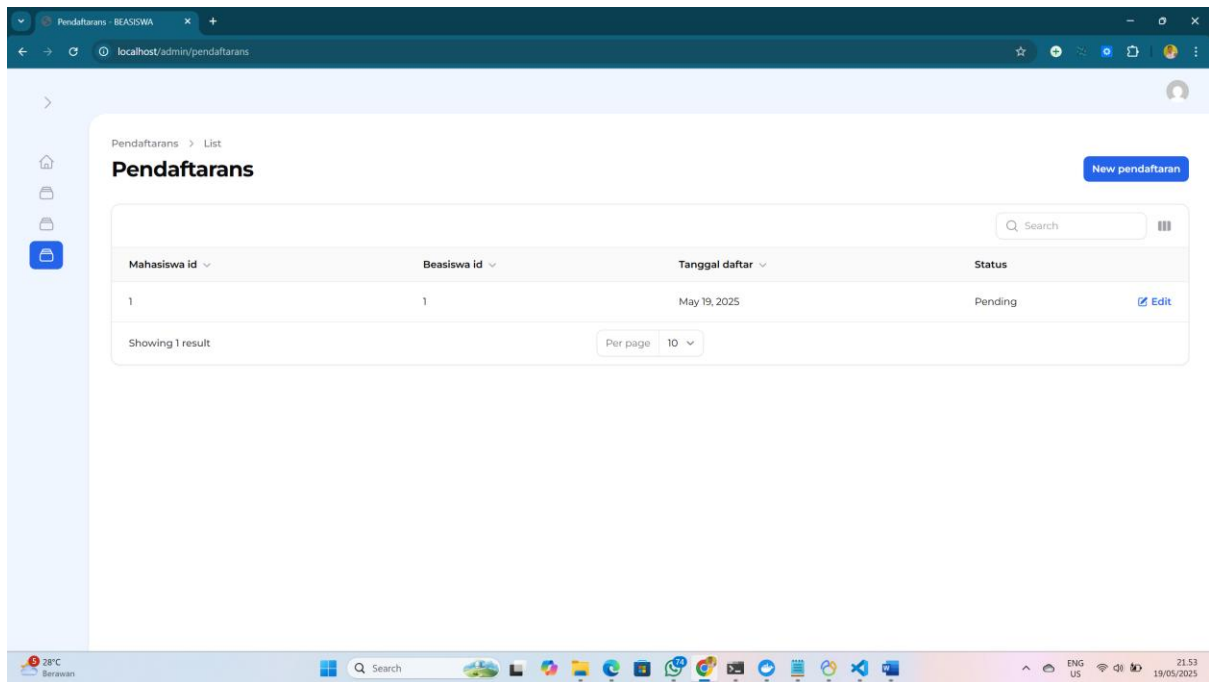 Pendaftarans - BEASISWA
localhost/admin/pendaftarans
Pendaftarans > List
Pendaftarans
New pendaftaran
Search
Mahasiswa id Beasiswa id Tanggal daftar Status
1 1 May 19, 2025 Pending Edit
Showing 1 result Per page 10
5 28°C
Berawan
Search
74
ENG
US
21.53
19/05/2025